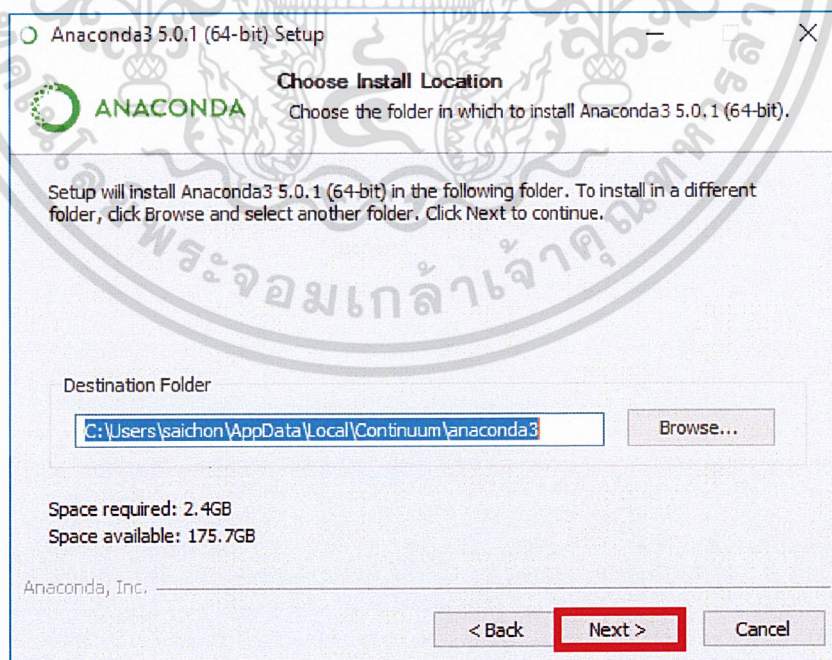 Anaconda3 5.0.1 (64-bit) Setup
ANACONDA
Choose Install Location
Choose the folder in which to install Anaconda3 5.0.1 (64-bit).
Setup will install Anaconda3 5.0.1 (64-bit) in the following folder. To install in a different
folder, click Browse and select another folder. Click Next to continue.
พระจอมเกล้าเจ้าคุณทหาร
Destination Folder
C:\Users\saichon\AppData\Local\Continuum\anaconda3
Browse...
Space required: 2.4GB
Space available: 175.7GB
Anaconda, Inc.
< Back
Next >
Cancel